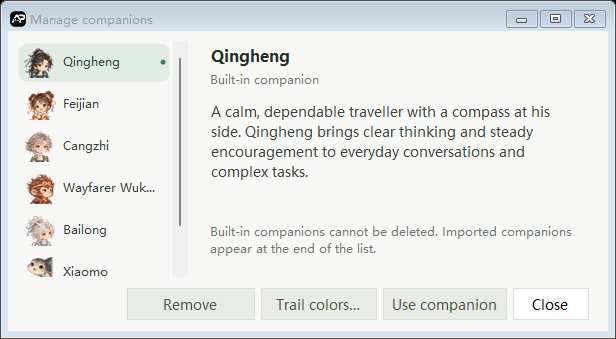 Manage companions
Qingheng
Feijian
Cangzhi
Wayfarer Wuk...
Bailong
Xiaomo
Qingheng
Built-in companion
A calm, dependable traveller with a compass at his
side. Qingheng brings clear thinking and steady
encouragement to everyday conversations and
complex tasks.
Built-in companions cannot be deleted. Imported companions
appear at the end of the list.
Remove
Trail colors...
Use companion
Close